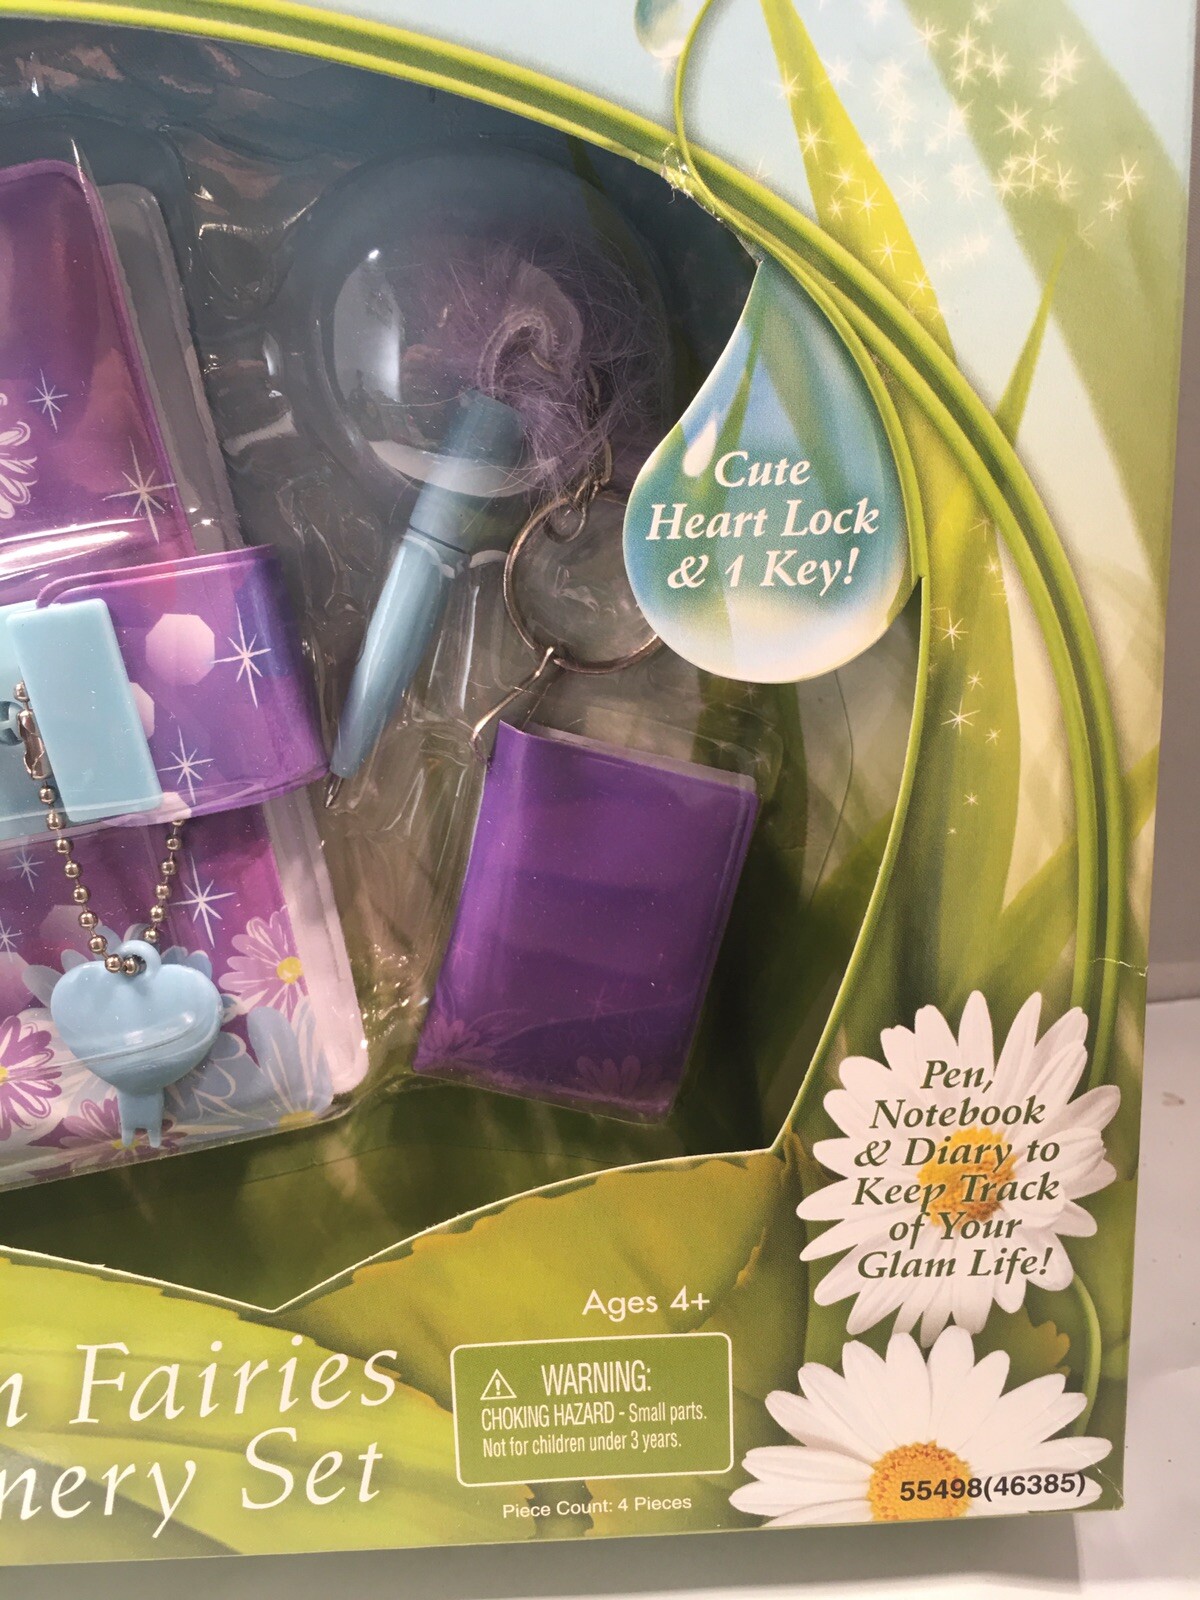 Cute
Heart Lock
& 1 Key!
Pen,
Notebook
& Diary to
Keep Track
of Your
Glam Life!
Ages 4+
WARNING:
CHOKING HAZARD - Small parts.
Not for children under 3 years.
Fairies
Set
Piece Count: 4 Pieces
55498(46385)